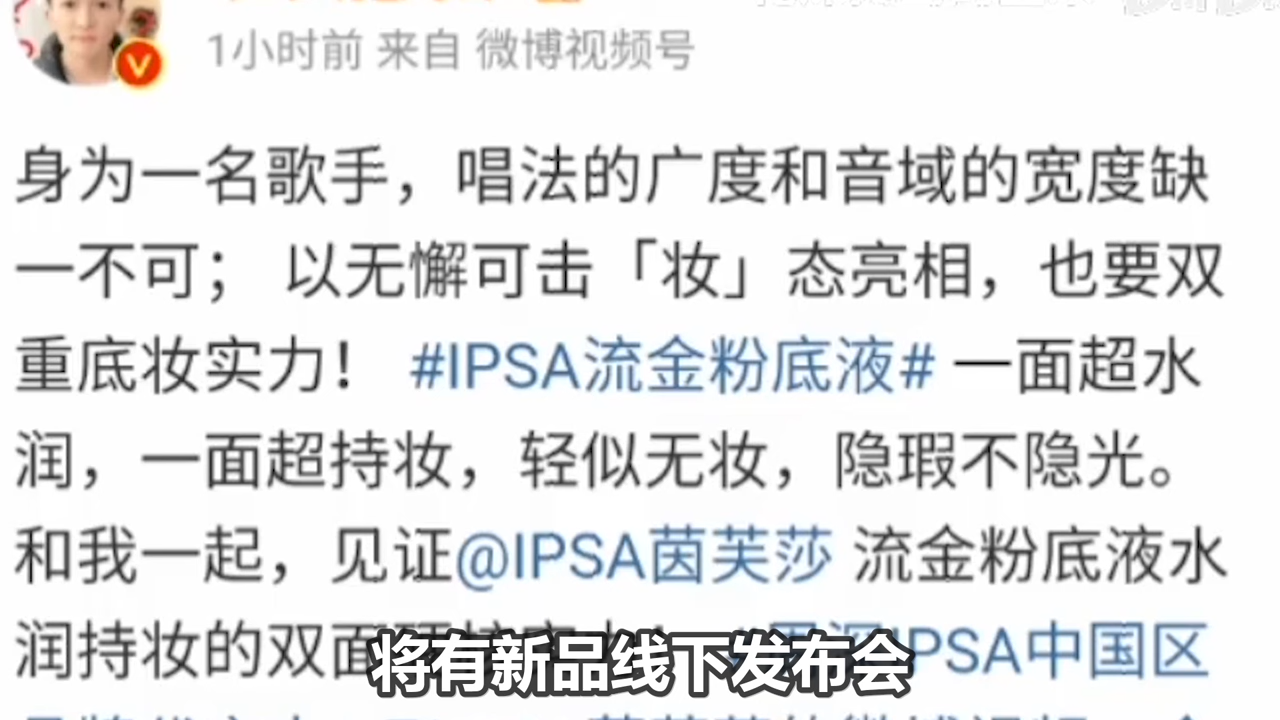 1小时前 来自 微博视频号
身为一名歌手，唱法的广度和音域的宽度缺
一不可； 以无懈可击「妆」态亮相，也要双
重底妆实力！ #IPSA流金粉底液# 一面超水
润，一面超持妆，轻似无妆，隐瑕不隐光。
和我一起，见证@IPSA茵芙莎 流金粉底液水
润持妆的双面
IPSA中国区
将有新品线下发布会